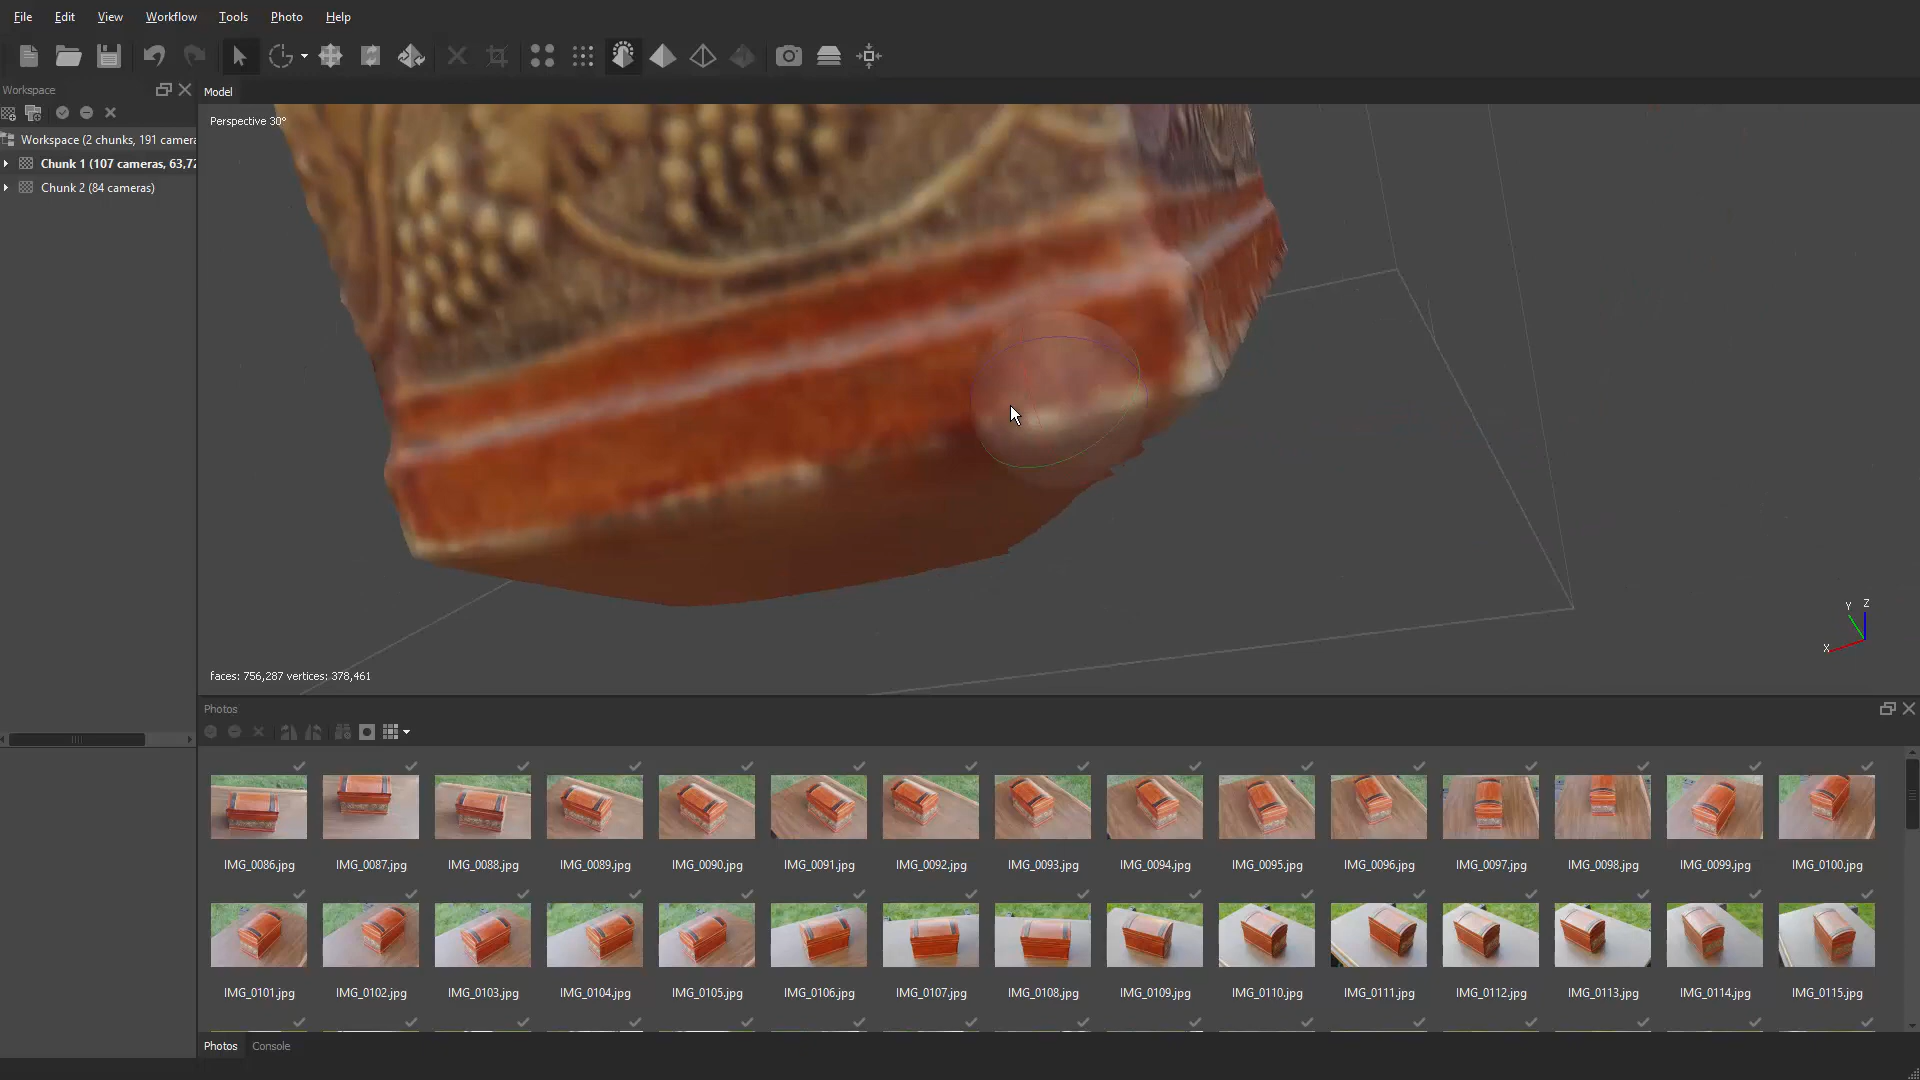 File Edit View Workflow Tools Photo Help
Workspace
Model
Perspective 30°
Workspace (2 chunks, 191 camera
Chunk 1 (107 cameras, 63,72
Chunk 2 (84 cameras)
Y Z
X
faces: 756,287 vertices: 378,461
Photos
IMG_0086.jpg IMG_0087.jpg IMG_0088.jpg IMG_0089.jpg IMG_0090.jpg IMG_0091.jpg IMG_0092.jpg IMG_0093.jpg IMG_0094.jpg IMG_0095.jpg IMG_0096.jpg IMG_0097.jpg IMG_0098.jpg IMG_0099.jpg IMG_0100.jpg
IMG_0101.jpg IMG_0102.jpg IMG_0103.jpg IMG_0104.jpg IMG_0105.jpg IMG_0106.jpg IMG_0107.jpg IMG_0108.jpg IMG_0109.jpg IMG_0110.jpg IMG_0111.jpg IMG_0112.jpg IMG_0113.jpg IMG_0114.jpg IMG_0115.jpg
Photos Console